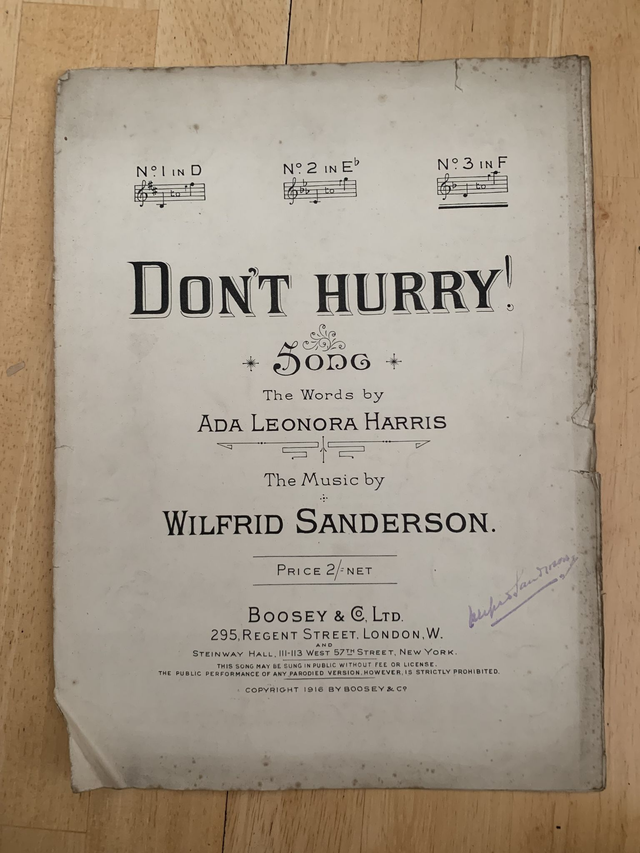 Nº. 1 IN D
Nº. 2 IN E♭
Nº. 3 IN F
DON'T HURRY!
SONG
The Words by
ADA LEONORA HARRIS
The Music by
WILFRID SANDERSON.
PRICE 2/= NET
BOOSEY & Cº, LTD.
295, REGENT STREET, LONDON, W.
AND
STEINWAY HALL, 111-113 WEST 57TH STREET, NEW YORK.
THIS SONG MAY BE SUNG IN PUBLIC WITHOUT FEE OR LICENSE.
THE PUBLIC PERFORMANCE OF ANY PARODIED VERSION, HOWEVER, IS STRICTLY PROHIBITED.
COPYRIGHT 1916 BY BOOSEY & Cº
Wilfrid Sanderson